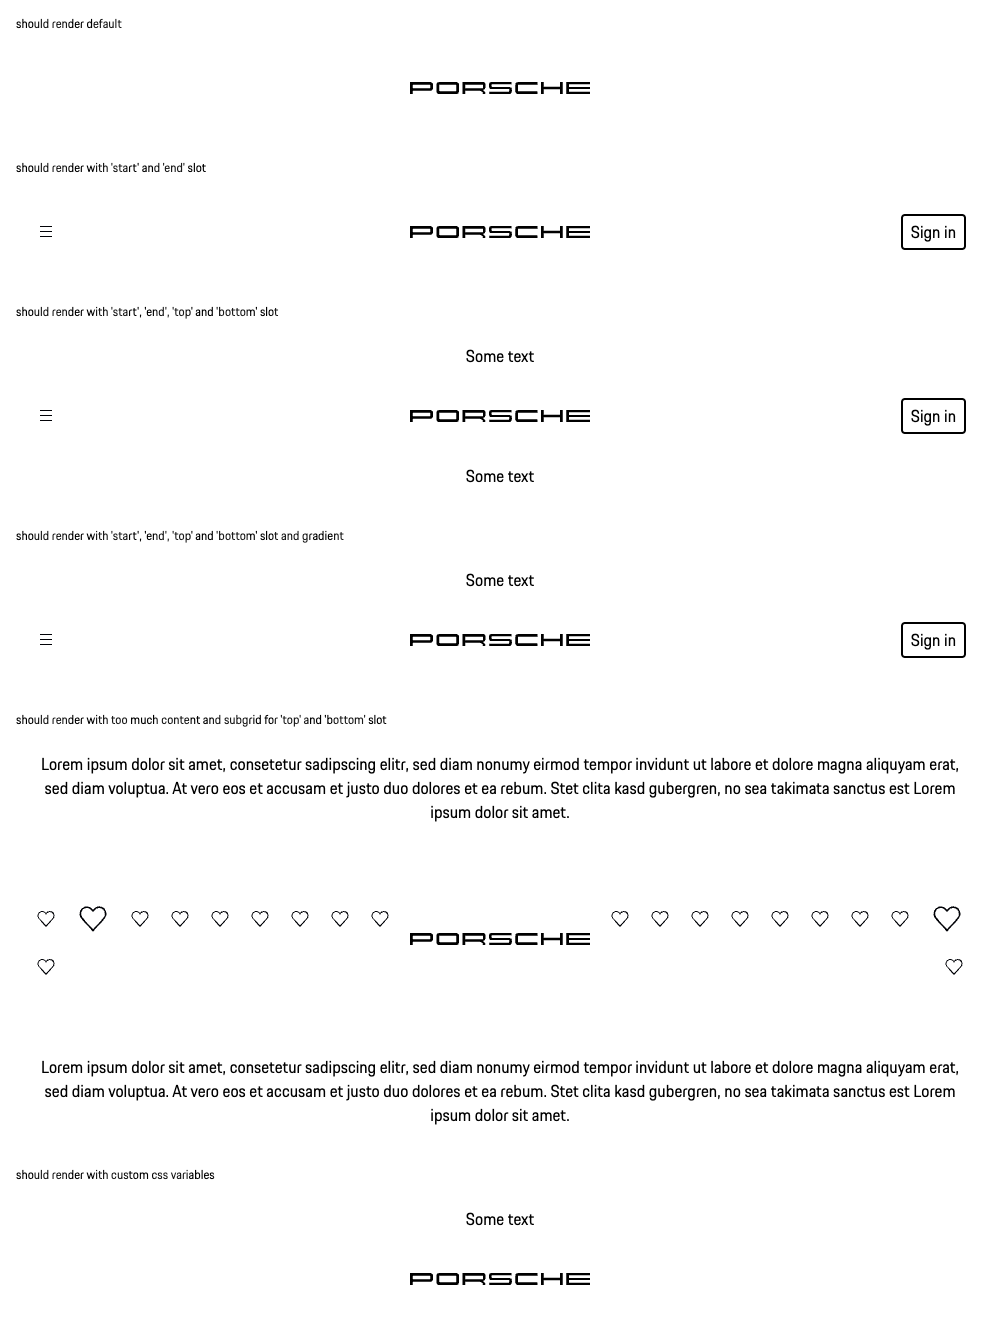 should render default
PORSCHE
should render with 'start' and 'end' slot
PORSCHE
Sign in
should render with 'start', 'end', 'top' and 'bottom' slot
Some text
PORSCHE
Sign in
Some text
should render with 'start', 'end', 'top' and 'bottom' slot and gradient
Some text
PORSCHE
Sign in
should render with too much content and subgrid for 'top' and 'bottom' slot
Lorem ipsum dolor sit amet, consetetur sadipscing elitr, sed diam nonumy eirmod tempor invidunt ut labore et dolore magna aliquyam erat,
sed diam voluptua. At vero eos et accusam et justo duo dolores et ea rebum. Stet clita kasd gubergren, no sea takimata sanctus est Lorem
ipsum dolor sit amet.
PORSCHE
Lorem ipsum dolor sit amet, consetetur sadipscing elitr, sed diam nonumy eirmod tempor invidunt ut labore et dolore magna aliquyam erat,
sed diam voluptua. At vero eos et accusam et justo duo dolores et ea rebum. Stet clita kasd gubergren, no sea takimata sanctus est Lorem
ipsum dolor sit amet.
should render with custom css variables
Some text
PORSCHE